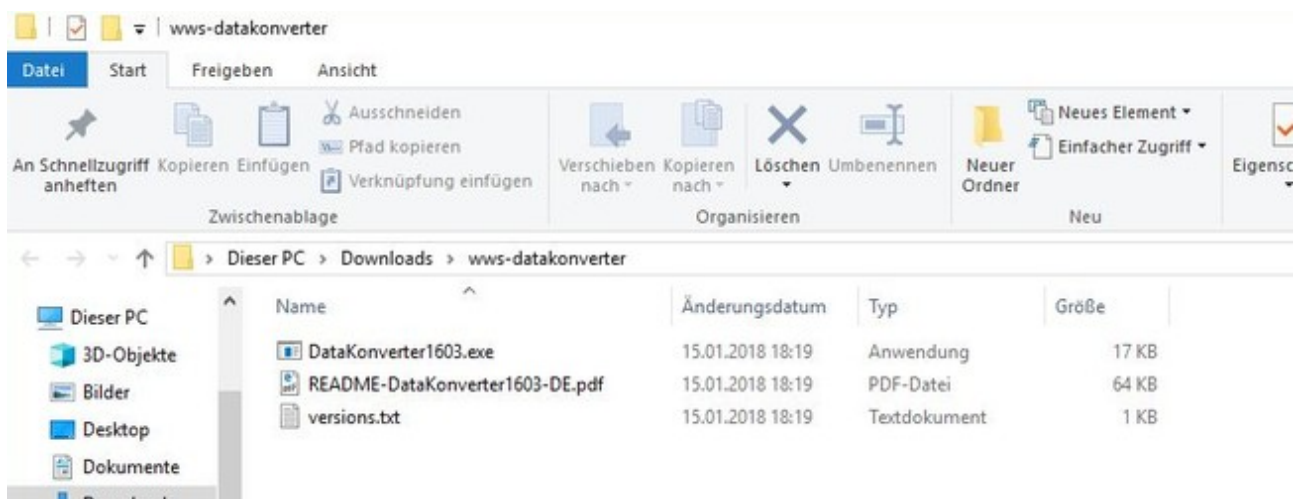 wws-datakonverter
Datei Start Freigeben Ansicht
An Schnellzugriff anheften
Kopieren
Einfügen
Ausschneiden
Pfad kopieren
Verknüpfung einfügen
Zwischenablage
Verschieben nach
Kopieren nach
Löschen
Umbenennen
Organisieren
Neuer Ordner
Neues Element
Einfacher Zugriff
Neu
Eigensc
Dieser PC > Downloads > wws-datakonverter
Dieser PC
3D-Objekte
Bilder
Desktop
Dokumente
Name Änderungsdatum Typ Größe
DataKonverter1603.exe 15.01.2018 18:19 Anwendung 17 KB
README-DataKonverter1603-DE.pdf 15.01.2018 18:19 PDF-Datei 64 KB
versions.txt 15.01.2018 18:19 Textdokument 1 KB